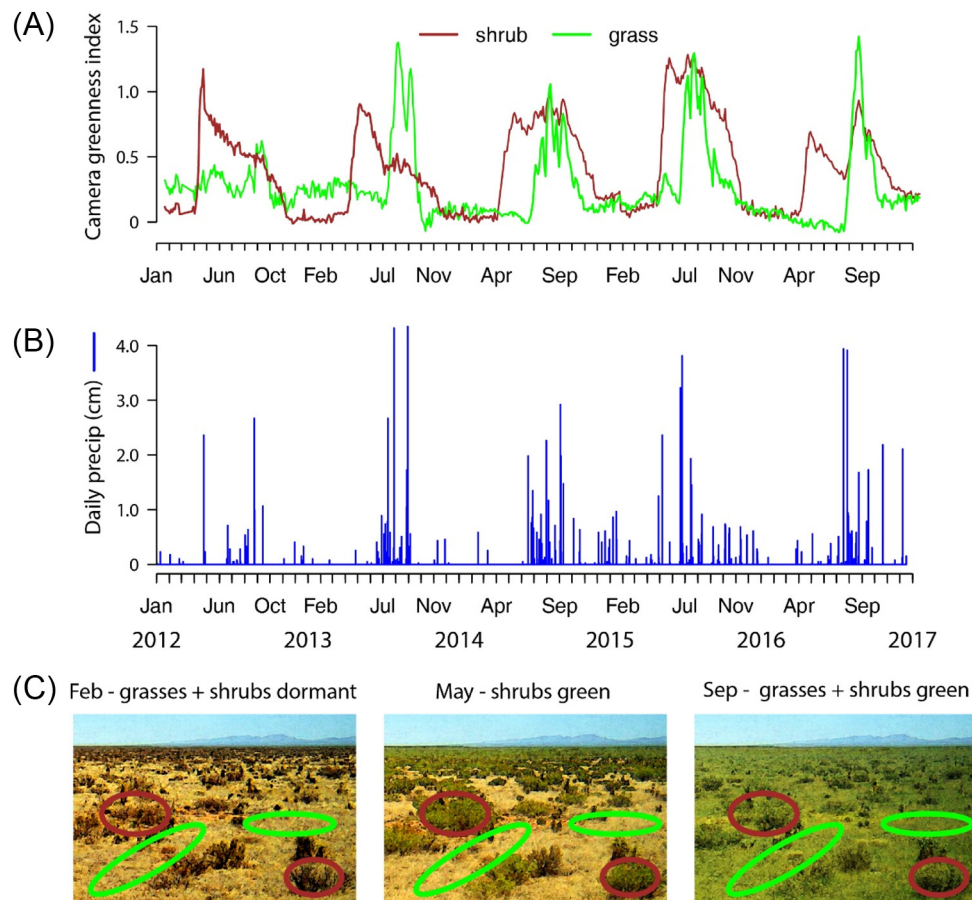 (A)
Camera greenness index
1.5
1.0
0.5
0
shrub
grass
Jan Jun Oct Feb Jul Nov Apr Sep Feb Jul Nov Apr Sep
(B)
Daily precip (cm)
4.0
3.0
2.0
1.0
0
Jan Jun Oct Feb Jul Nov Apr Sep Feb Jul Nov Apr Sep
2012 2013 2014 2015 2016 2017
(C)
Feb - grasses + shrubs dormant
May - shrubs green
Sep - grasses + shrubs green